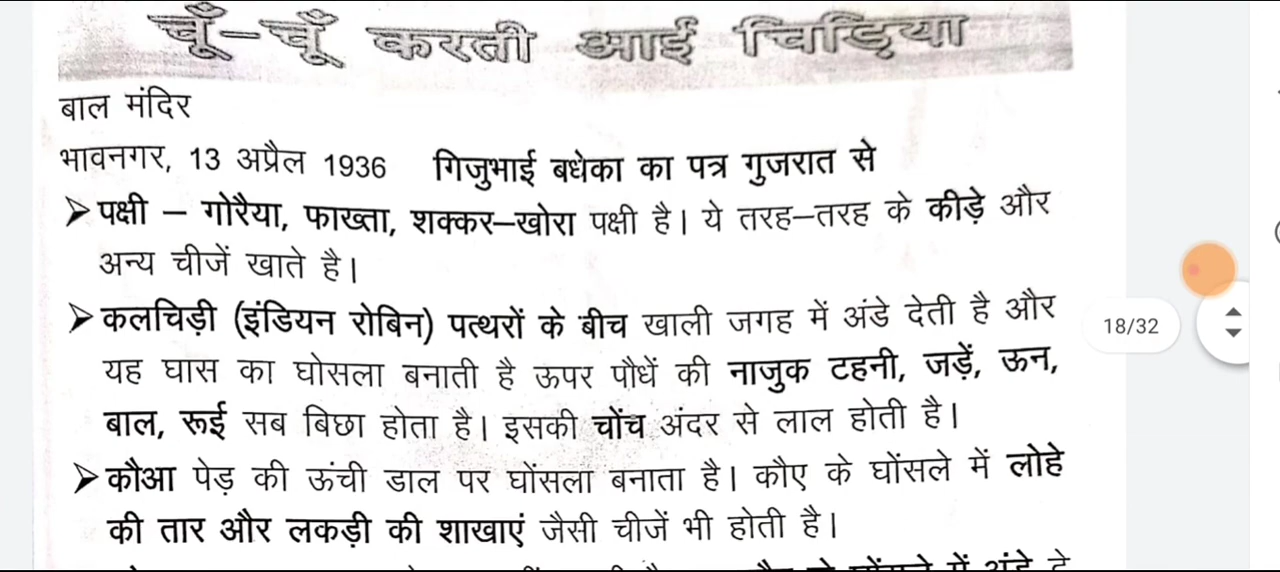 चूँ–चूँ करती आई चिड़िया
बाल मंदिर
भावनगर, 13 अप्रैल 1936 गिजुभाई बधेका का पत्र गुजरात से
➢ पक्षी – गोरैया, फाख्ता, शक्कर–खोरा पक्षी है। ये तरह–तरह के कीड़े और
अन्य चीजें खाते है।
➢ कलचिड़ी (इंडियन रोबिन) पत्थरों के बीच खाली जगह में अंडे देती है और
यह घास का घोसला बनाती है ऊपर पौधें की नाजुक टहनी, जड़ें, ऊन,
बाल, रूई सब बिछा होता है। इसकी चोंच अंदर से लाल होती है।
➢ कौआ पेड़ की ऊंची डाल पर घोंसला बनाता है। कौए के घोंसले में लोहे
की तार और लकड़ी की शाखाएं जैसी चीजें भी होती है।
18/32